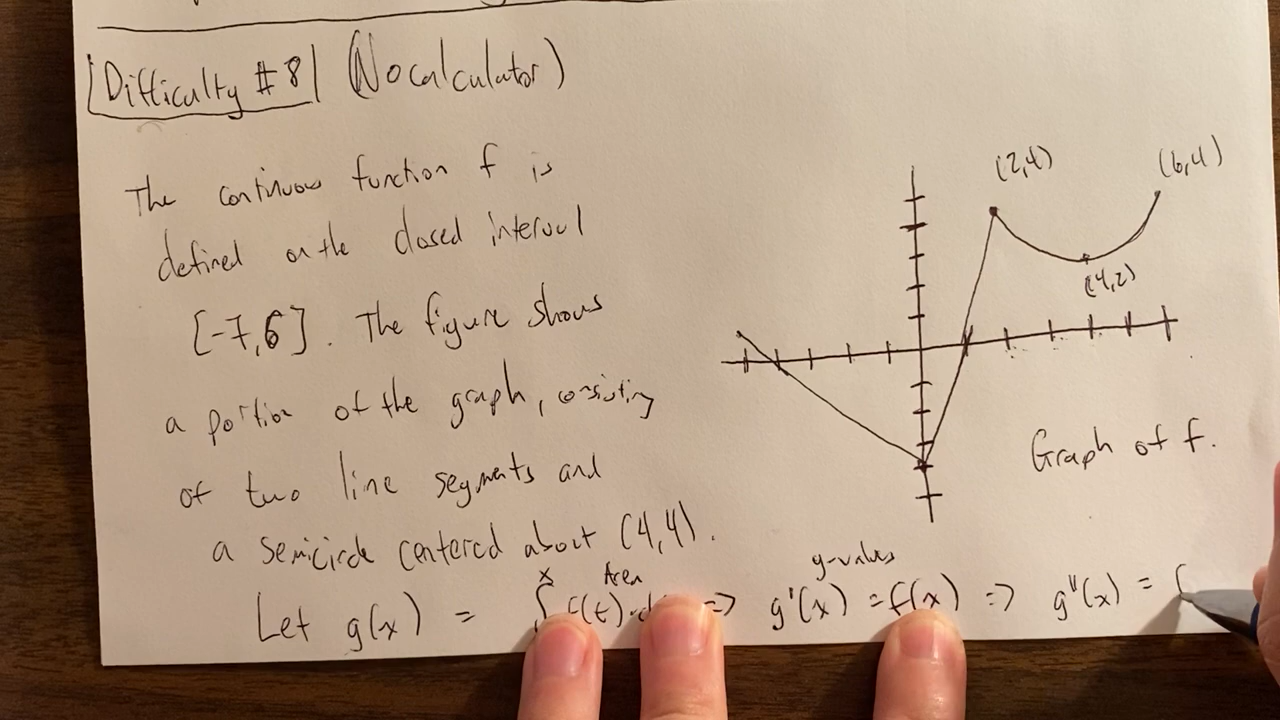 Difficulty #8 (No calculator)
The continuous function f is
defined on the closed interval
[-7,6]. The figure shows
a portion of the graph, consisting
of two line segments and
a semicircle centered about (4,4).
(2,4)
(6,4)
(4,2)
Graph of f.
Area
y-values
Let g(x) = ∫ˣ f(t) => g'(x) = f(x) => g''(x) = f